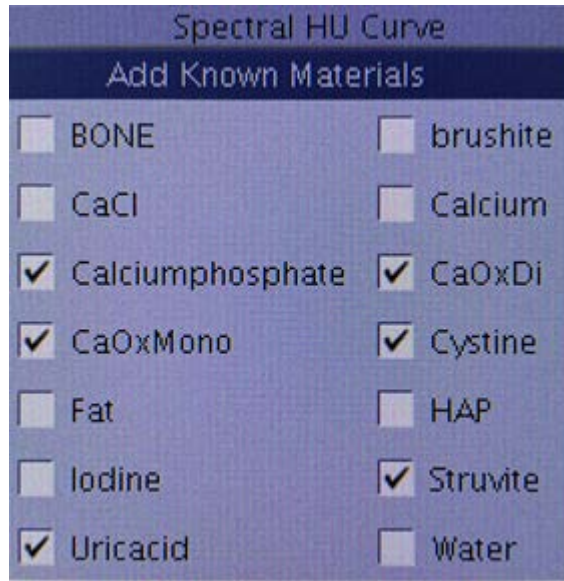 Spectral HU Curve
Add Known Materials
BONE brushite
CaCl Calcium
Calciumphosphate CaOxDi
CaOxMono Cystine
Fat HAP
Iodine Struvite
Uricacid Water